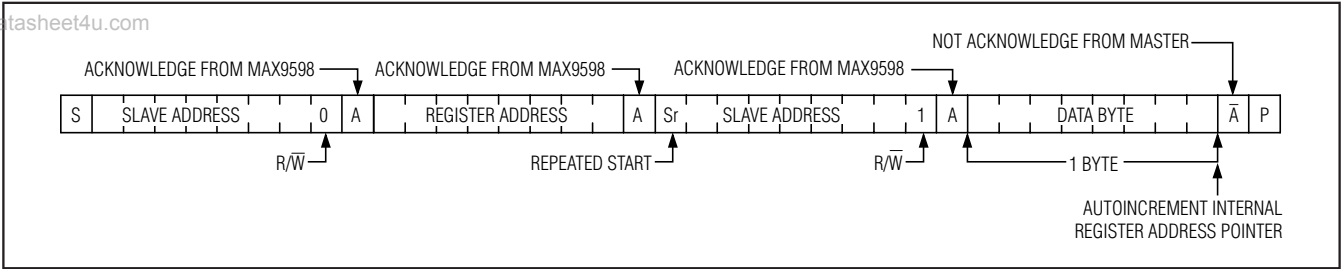 atasheet4u.com
NOT ACKNOWLEDGE FROM MASTER
ACKNOWLEDGE FROM MAX9598 ACKNOWLEDGE FROM MAX9598 ACKNOWLEDGE FROM MAX9598
S SLAVE ADDRESS 0 A REGISTER ADDRESS A Sr SLAVE ADDRESS 1 A DATA BYTE A̅ P
R/W̅ REPEATED START R/W̅ 1 BYTE
AUTOINCREMENT INTERNAL
REGISTER ADDRESS POINTER